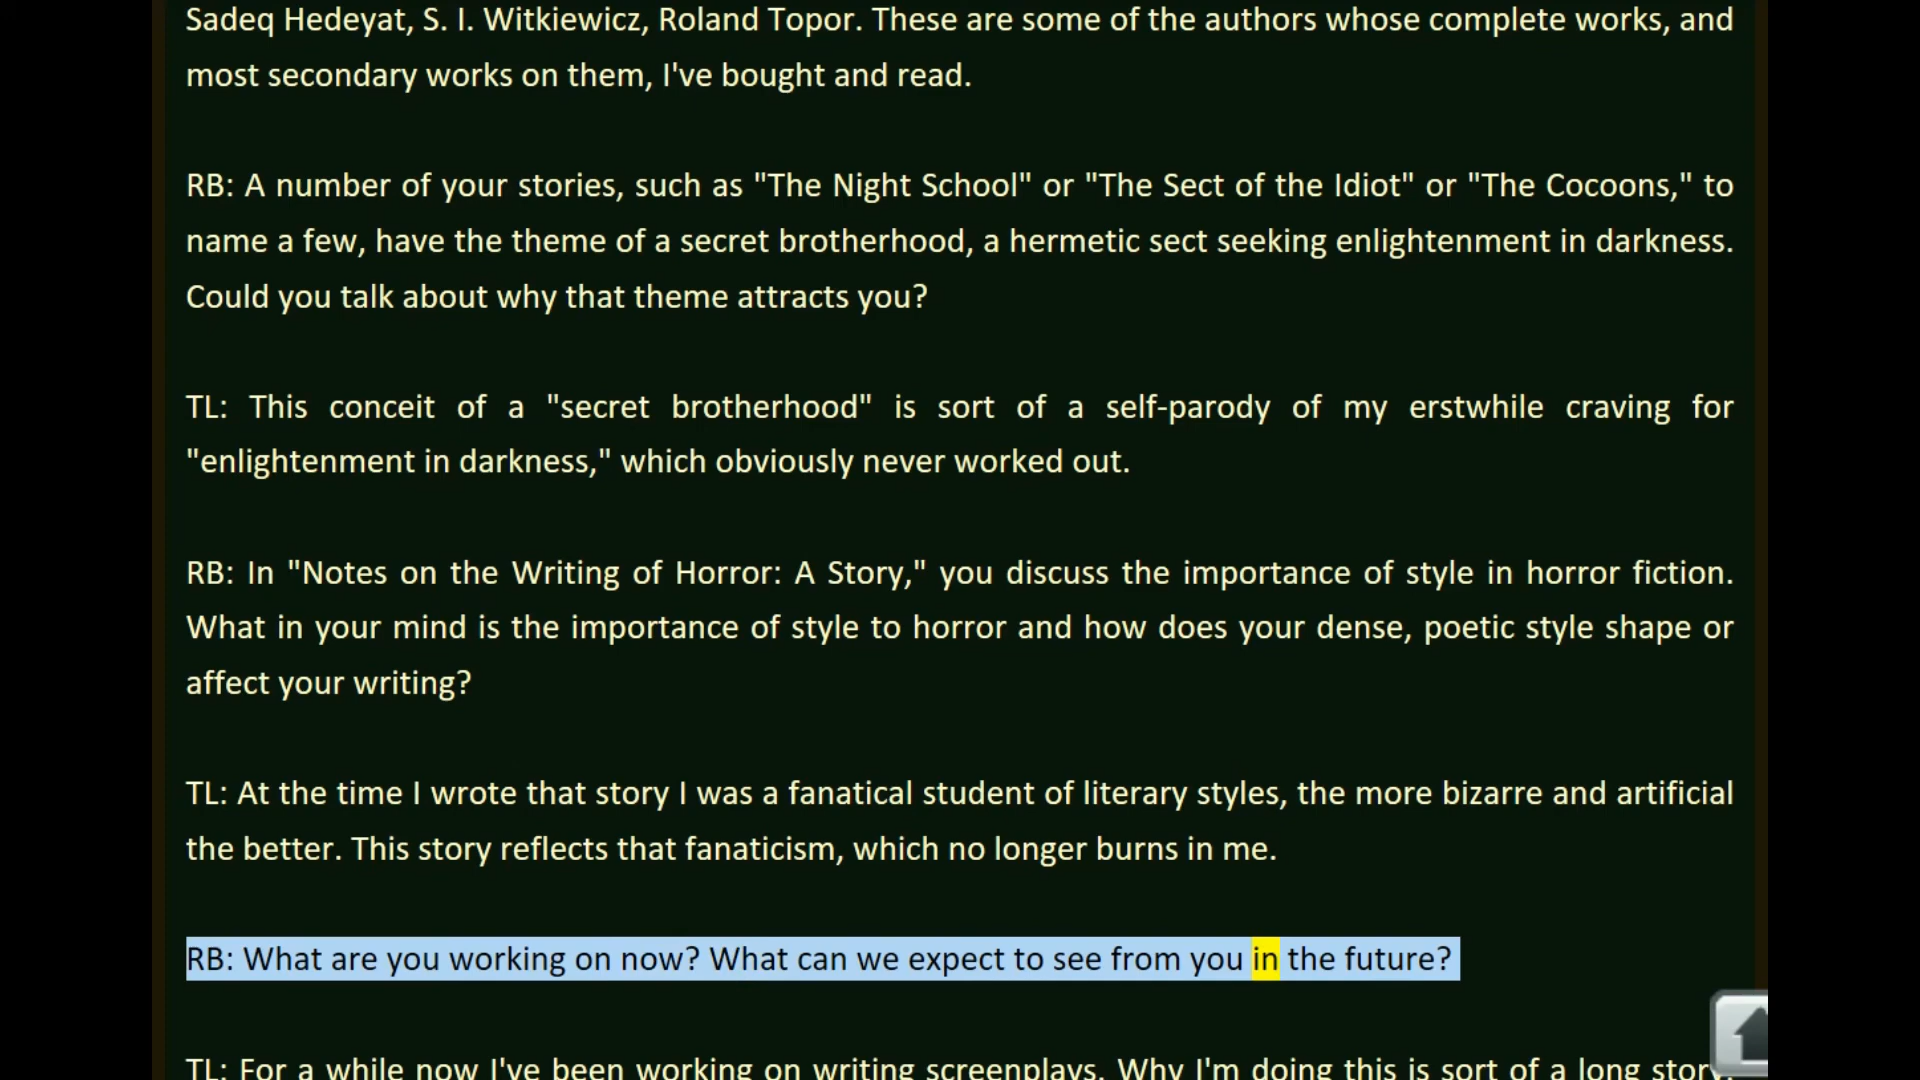 Sadeq Hedeyat, S. I. Witkiewicz, Roland Topor. These are some of the authors whose complete works, and
most secondary works on them, I've bought and read.
RB: A number of your stories, such as "The Night School" or "The Sect of the Idiot" or "The Cocoons," to
name a few, have the theme of a secret brotherhood, a hermetic sect seeking enlightenment in darkness.
Could you talk about why that theme attracts you?
TL: This conceit of a "secret brotherhood" is sort of a self-parody of my erstwhile craving for
"enlightenment in darkness," which obviously never worked out.
RB: In "Notes on the Writing of Horror: A Story," you discuss the importance of style in horror fiction.
What in your mind is the importance of style to horror and how does your dense, poetic style shape or
affect your writing?
TL: At the time I wrote that story I was a fanatical student of literary styles, the more bizarre and artificial
the better. This story reflects that fanaticism, which no longer burns in me.
RB: What are you working on now? What can we expect to see from you in the future?
TL: For a while now I've been working on writing screenplays. Why I'm doing this is sort of a long story.